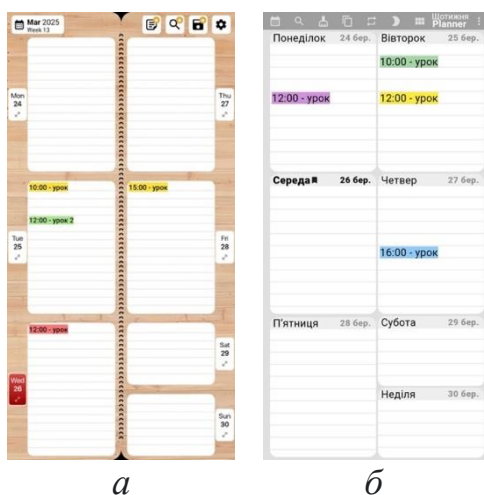 Mar 2025
Week 13
Mon
24
Thu
27
10:00 - урок
12:00 - урок 2
15:00 - урок
Tue
25
Fri
28
12:00 - урок
Wed
26
Sat
29
Sun
30
Щотижня
Planner
Понеділок 24 бер.
Вівторок 25 бер.
10:00 - урок
12:00 - урок
12:00 - урок
Середа 26 бер.
Четвер 27 бер.
16:00 - урок
П'ятниця 28 бер.
Субота 29 бер.
Неділя 30 бер.
а
б